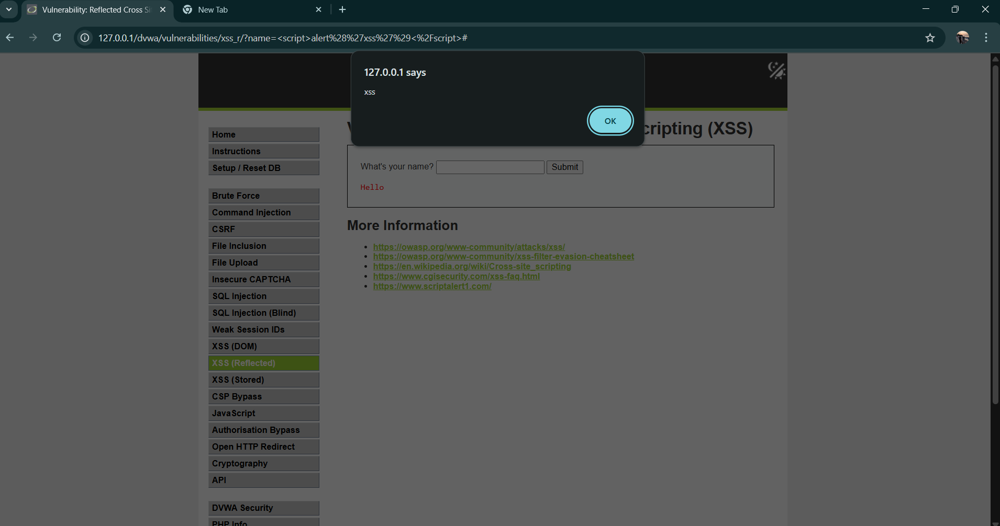 Vulnerability: Reflected Cross Si
New Tab
127.0.0.1/dvwa/vulnerabilities/xss_r/?name=<script>alert%28%27xss%27%29<%2Fscript>#
127.0.0.1 says
xss
OK
cripting (XSS)
Home
Instructions
Setup / Reset DB
Brute Force
Command Injection
CSRF
File Inclusion
File Upload
Insecure CAPTCHA
SQL Injection
SQL Injection (Blind)
Weak Session IDs
XSS (DOM)
XSS (Reflected)
XSS (Stored)
CSP Bypass
JavaScript
Authorisation Bypass
Open HTTP Redirect
Cryptography
API
DVWA Security
PHP Info
What's your name?
Submit
Hello
More Information
https://owasp.org/www-community/attacks/xss/
https://owasp.org/www-community/xss-filter-evasion-cheatsheet
https://en.wikipedia.org/wiki/Cross-site_scripting
https://www.cgisecurity.com/xss-faq.html
https://www.scriptalert1.com/